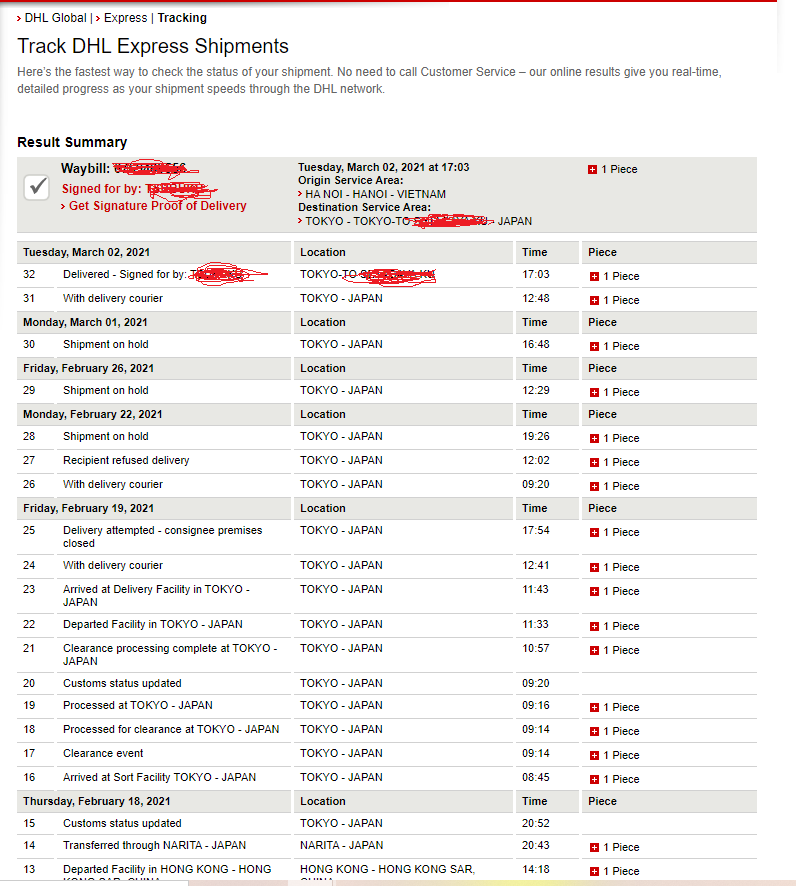 › DHL Global | › Express | Tracking
Track DHL Express Shipments
Here's the fastest way to check the status of your shipment. No need to call Customer Service – our online results give you real-time,
detailed progress as your shipment speeds through the DHL network.
Result Summary
Waybill:
Signed for by:
› Get Signature Proof of Delivery
Tuesday, March 02, 2021 at 17:03
Origin Service Area:
› HA NOI - HANOI - VIETNAM
Destination Service Area:
› TOKYO - TOKYO-TO - JAPAN
1 Piece
Tuesday, March 02, 2021 Location Time Piece
32 Delivered - Signed for by: TOKYO-TO 17:03 1 Piece
31 With delivery courier TOKYO - JAPAN 12:48 1 Piece
Monday, March 01, 2021 Location Time Piece
30 Shipment on hold TOKYO - JAPAN 16:48 1 Piece
Friday, February 26, 2021 Location Time Piece
29 Shipment on hold TOKYO - JAPAN 12:29 1 Piece
Monday, February 22, 2021 Location Time Piece
28 Shipment on hold TOKYO - JAPAN 19:26 1 Piece
27 Recipient refused delivery TOKYO - JAPAN 12:02 1 Piece
26 With delivery courier TOKYO - JAPAN 09:20 1 Piece
Friday, February 19, 2021 Location Time Piece
25 Delivery attempted - consignee premises TOKYO - JAPAN 17:54 1 Piece
closed
24 With delivery courier TOKYO - JAPAN 12:41 1 Piece
23 Arrived at Delivery Facility in TOKYO - TOKYO - JAPAN 11:43 1 Piece
JAPAN
22 Departed Facility in TOKYO - JAPAN TOKYO - JAPAN 11:33 1 Piece
21 Clearance processing complete at TOKYO - TOKYO - JAPAN 10:57 1 Piece
JAPAN
20 Customs status updated TOKYO - JAPAN 09:20
19 Processed at TOKYO - JAPAN TOKYO - JAPAN 09:16 1 Piece
18 Processed for clearance at TOKYO - JAPAN TOKYO - JAPAN 09:14 1 Piece
17 Clearance event TOKYO - JAPAN 09:14 1 Piece
16 Arrived at Sort Facility TOKYO - JAPAN TOKYO - JAPAN 08:45 1 Piece
Thursday, February 18, 2021 Location Time Piece
15 Customs status updated TOKYO - JAPAN 20:52
14 Transferred through NARITA - JAPAN NARITA - JAPAN 20:43 1 Piece
13 Departed Facility in HONG KONG - HONG HONG KONG - HONG KONG SAR, 14:18 1 Piece
KONG SAR, CHINA CHINA